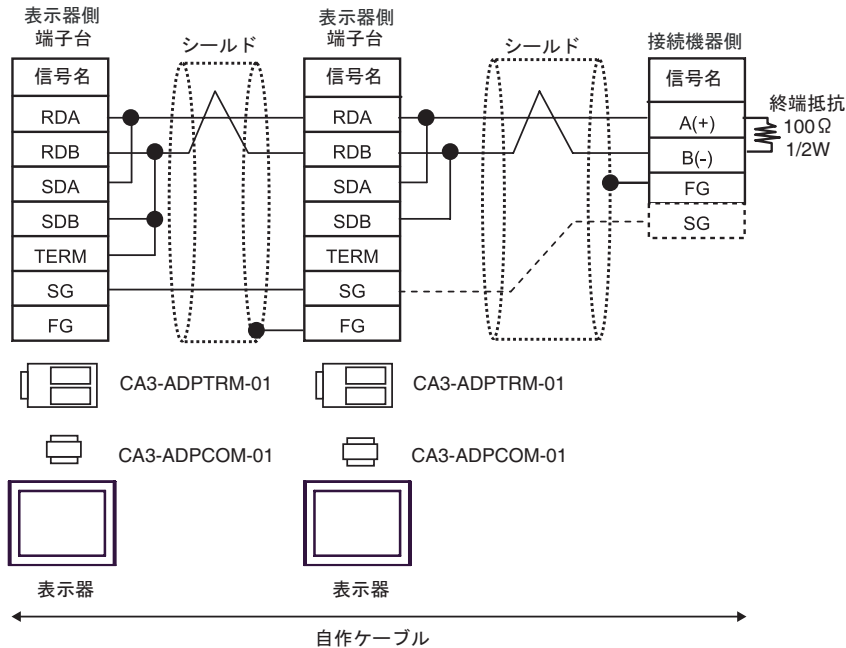 表示器側
端子台
信号名
RDA
RDB
SDA
SDB
TERM
SG
FG
シールド
表示器側
端子台
信号名
RDA
RDB
SDA
SDB
TERM
SG
FG
シールド
接続機器側
信号名
A(+)
B(-)
FG
SG
終端抵抗
100Ω
1/2W
CA3-ADPTRM-01
CA3-ADPTRM-01
CA3-ADPCOM-01
CA3-ADPCOM-01
表示器
表示器
自作ケーブル